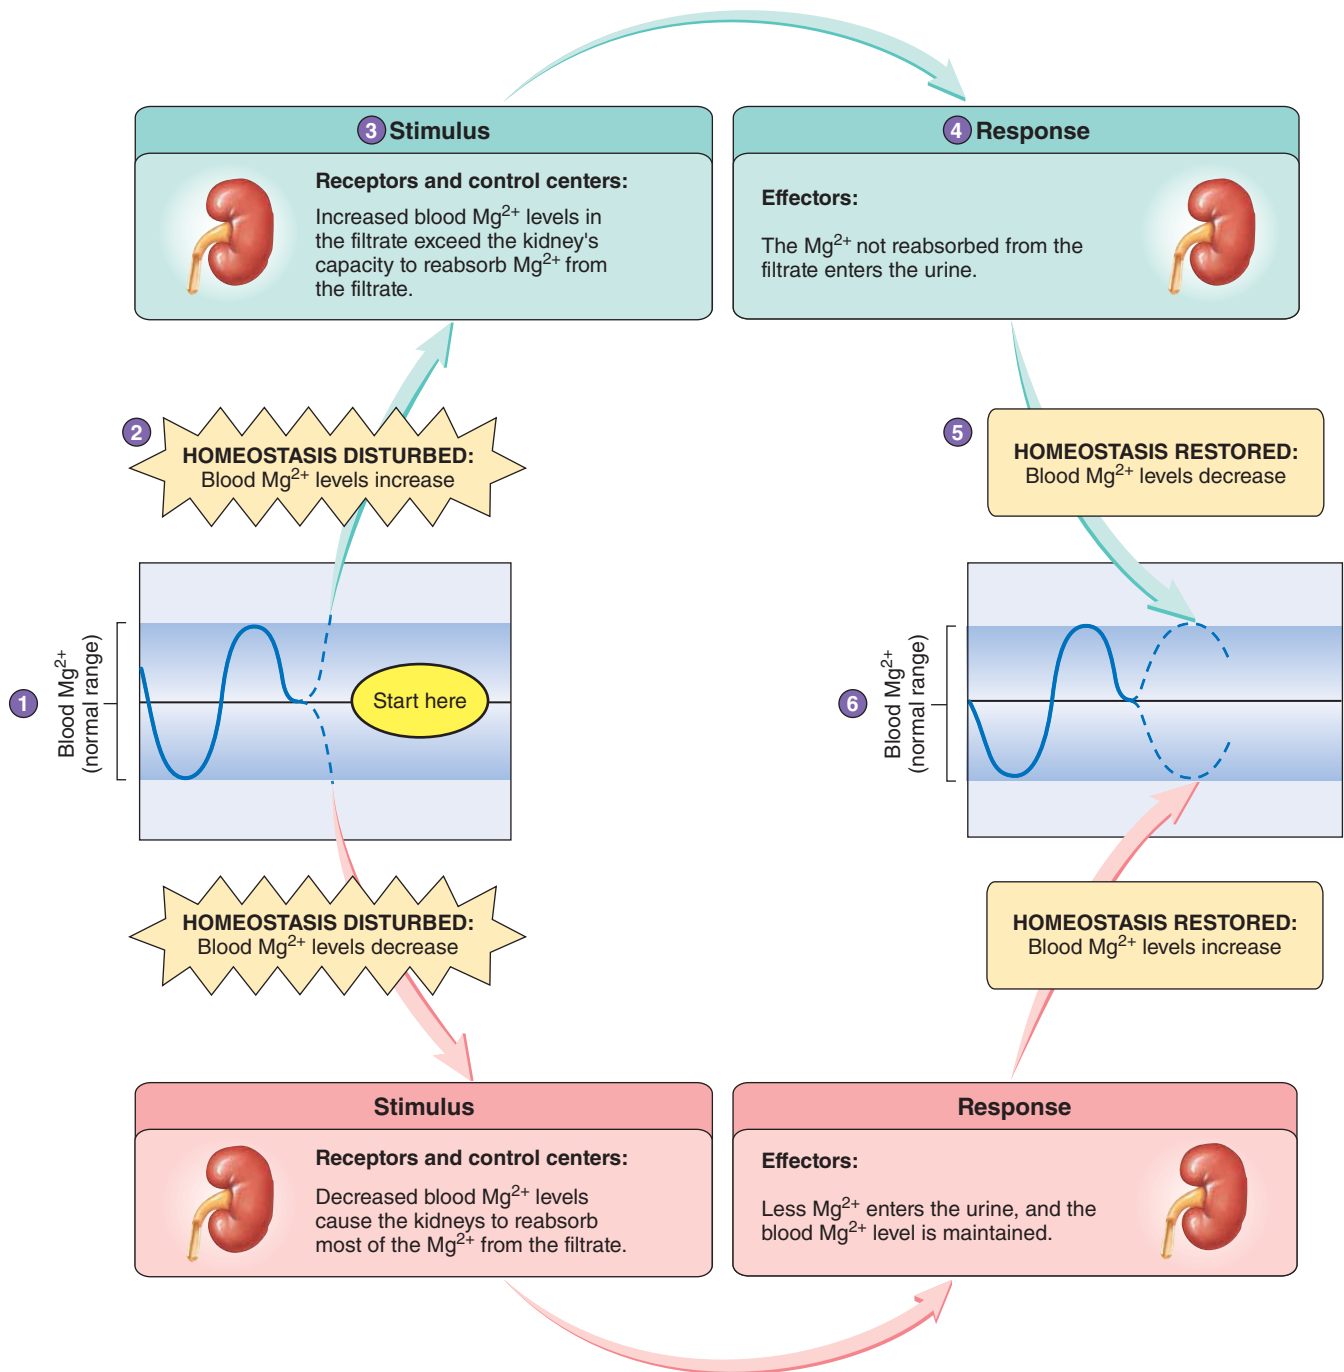 3 Stimulus
Receptors and control centers:
Increased blood Mg²⁺ levels in
the filtrate exceed the kidney's
capacity to reabsorb Mg²⁺ from
the filtrate.
4 Response
Effectors:
The Mg²⁺ not reabsorbed from the
filtrate enters the urine.
2
HOMEOSTASIS DISTURBED:
Blood Mg²⁺ levels increase
5
HOMEOSTASIS RESTORED:
Blood Mg²⁺ levels decrease
1
Blood Mg²⁺
(normal range)
Start here
6
Blood Mg²⁺
(normal range)
HOMEOSTASIS DISTURBED:
Blood Mg²⁺ levels decrease
HOMEOSTASIS RESTORED:
Blood Mg²⁺ levels increase
Stimulus
Receptors and control centers:
Decreased blood Mg²⁺ levels
cause the kidneys to reabsorb
most of the Mg²⁺ from the filtrate.
Response
Effectors:
Less Mg²⁺ enters the urine, and the
blood Mg²⁺ level is maintained.